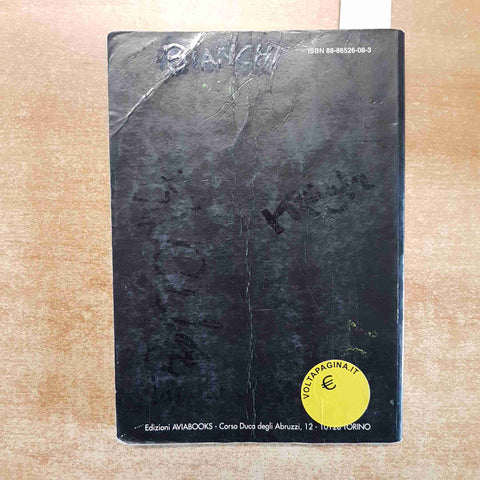 BIANCHI
ISBN 88-86526-08-3
VOLTAPAGINA.IT
€
Edizioni AVIABOOKS - Corso Duca degli Abruzzi, 12 - 10128 TORINO